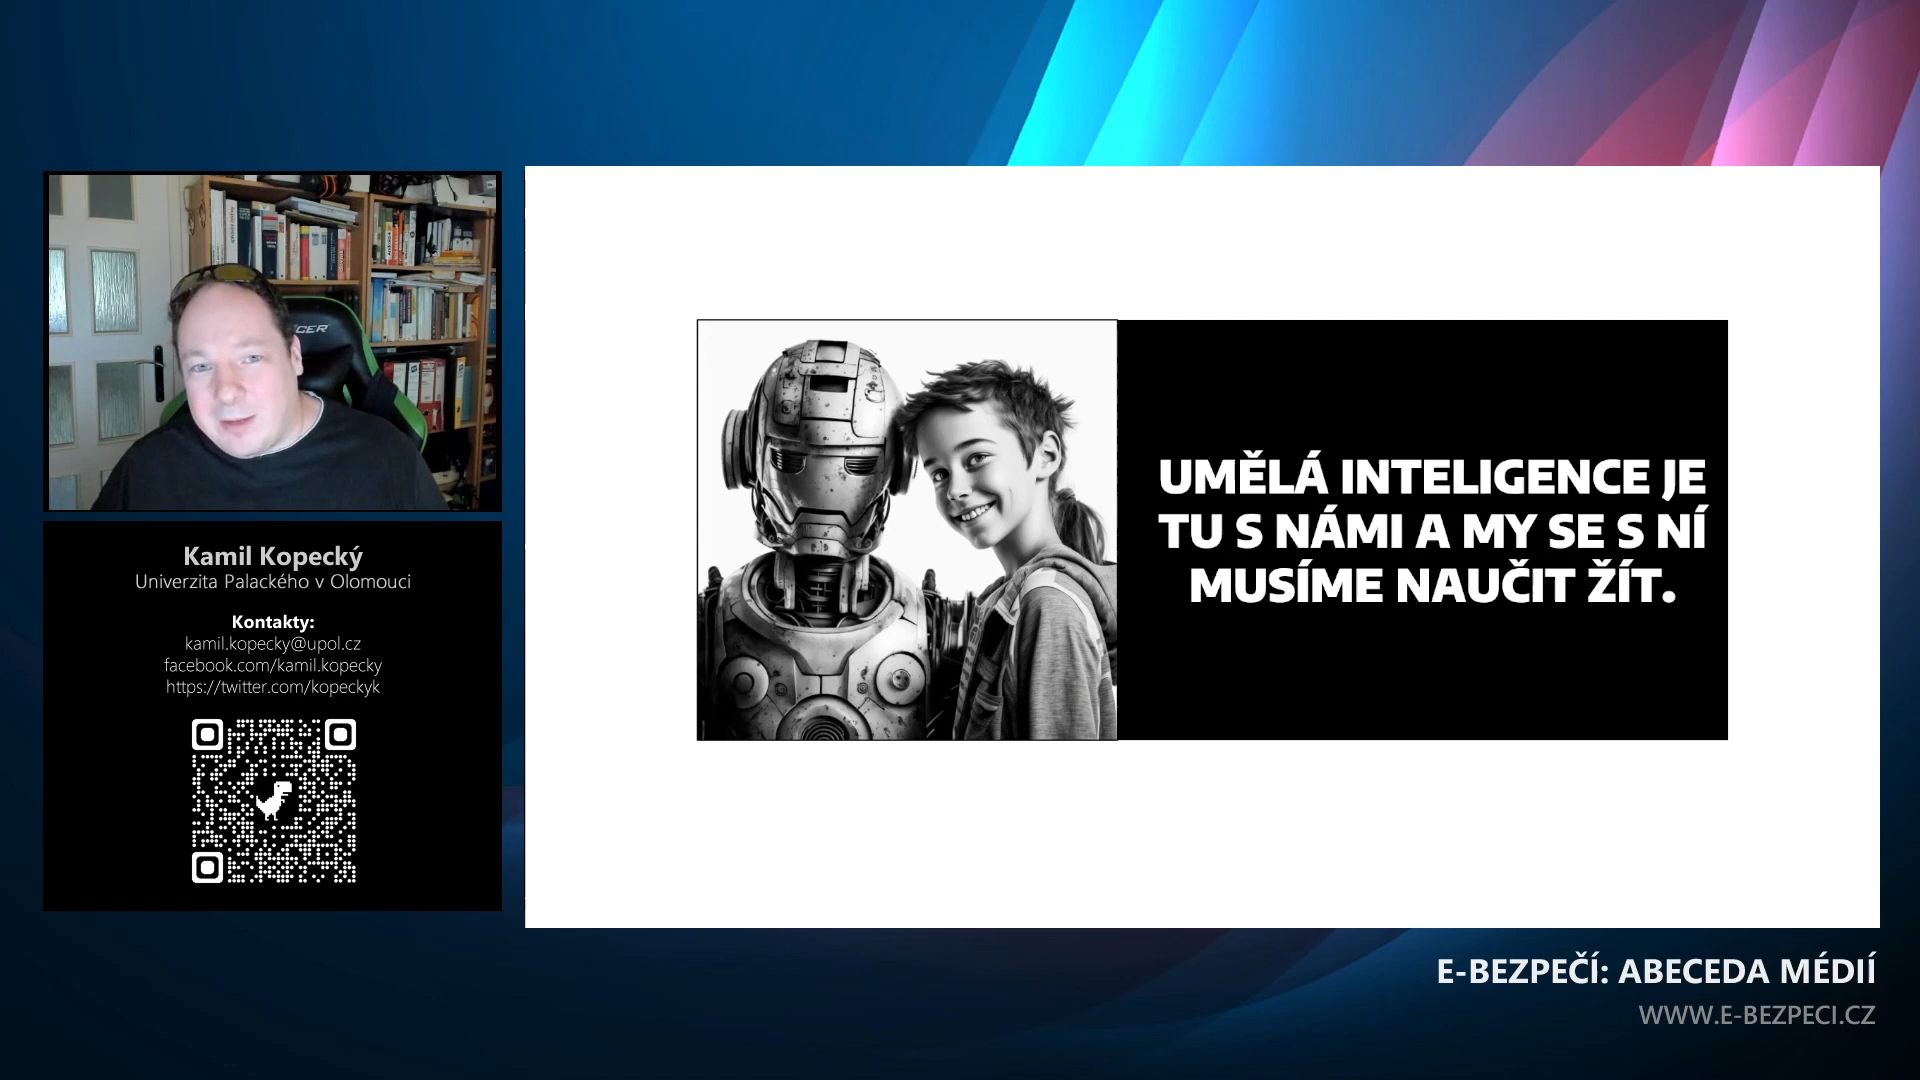 Kamil Kopecký
Univerzita Palackého v Olomouci
Kontakty:
kamil.kopecky@upol.cz
facebook.com/kamil.kopecky
https://twitter.com/kopeckyk
UMĚLÁ INTELIGENCE JE
TU S NÁMI A MY SE S NÍ
MUSÍME NAUČIT ŽÍT.
E-BEZPEČÍ: ABECEDA MÉDIÍ
WWW.E-BEZPECI.CZ